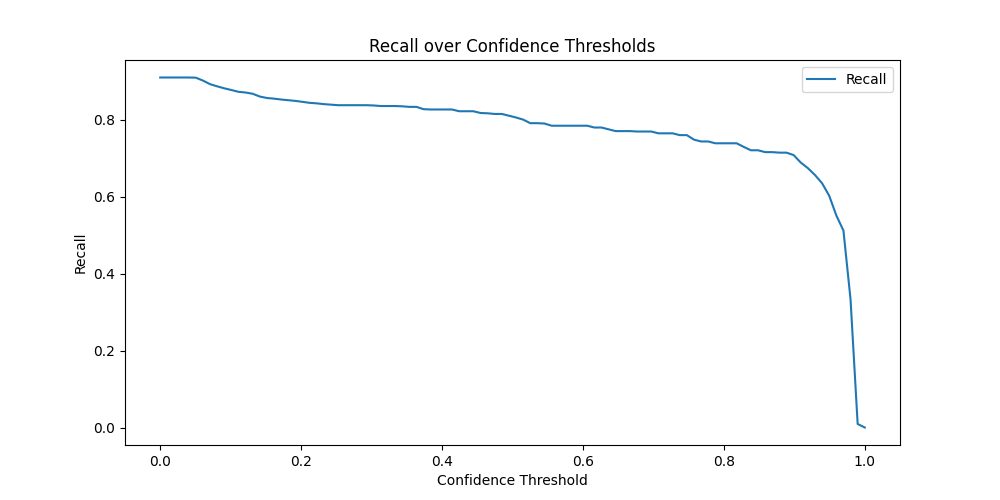 Recall over Confidence Thresholds
Recall
0.8
0.6
0.4
0.2
0.0
Recall
0.0 0.2 0.4 0.6 0.8 1.0
Confidence Threshold